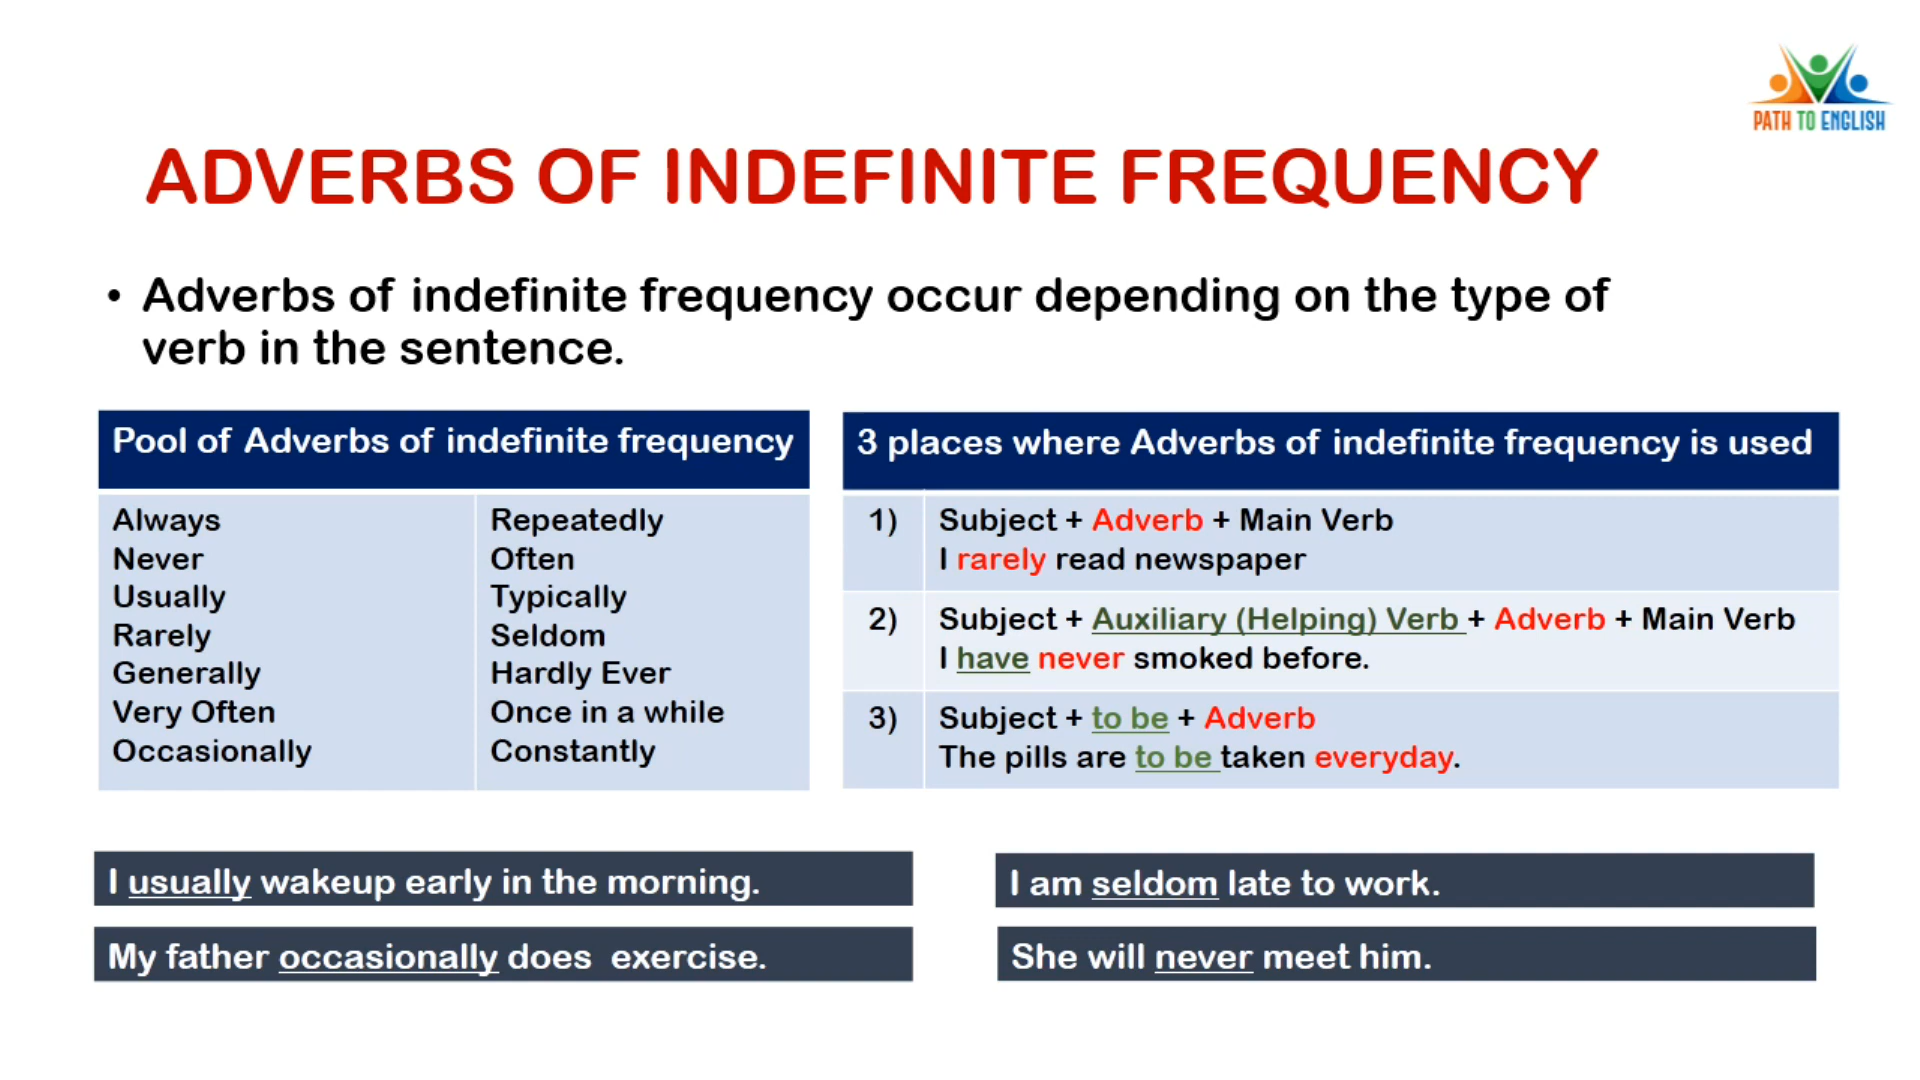 PATH TO ENGLISH
ADVERBS OF INDEFINITE FREQUENCY
• Adverbs of indefinite frequency occur depending on the type of
verb in the sentence.
Pool of Adverbs of indefinite frequency
Always
Never
Usually
Rarely
Generally
Very Often
Occasionally
Repeatedly
Often
Typically
Seldom
Hardly Ever
Once in a while
Constantly
3 places where Adverbs of indefinite frequency is used
1) Subject + Adverb + Main Verb
I rarely read newspaper
2) Subject + Auxiliary (Helping) Verb + Adverb + Main Verb
I have never smoked before.
3) Subject + to be + Adverb
The pills are to be taken everyday.
I usually wakeup early in the morning.
My father occasionally does exercise.
I am seldom late to work.
She will never meet him.